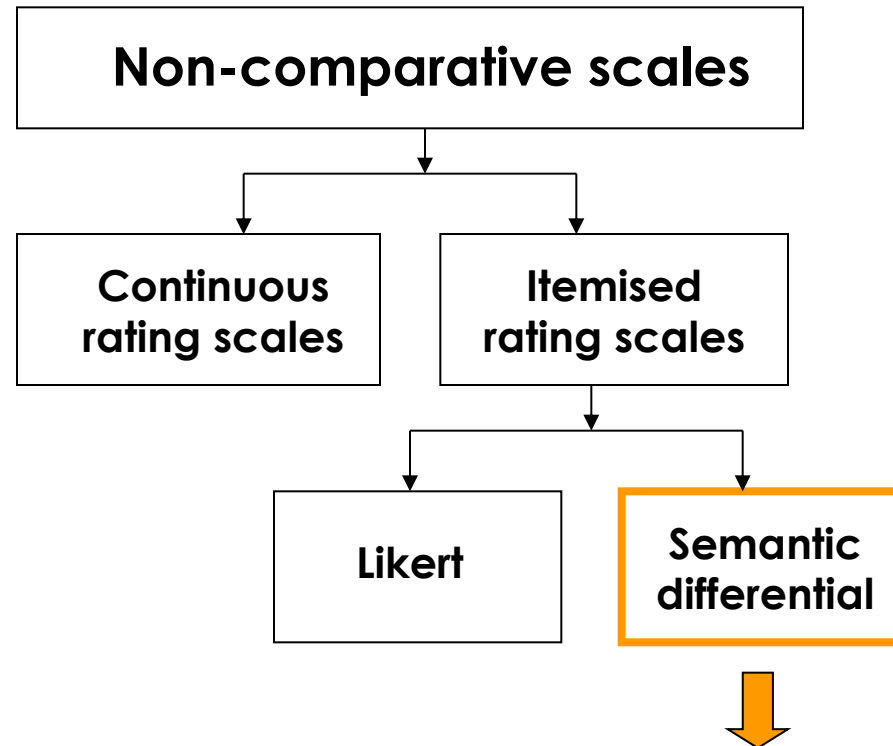 Non-comparative scales
Continuous
rating scales
Itemised
rating scales
Likert
Semantic
differential